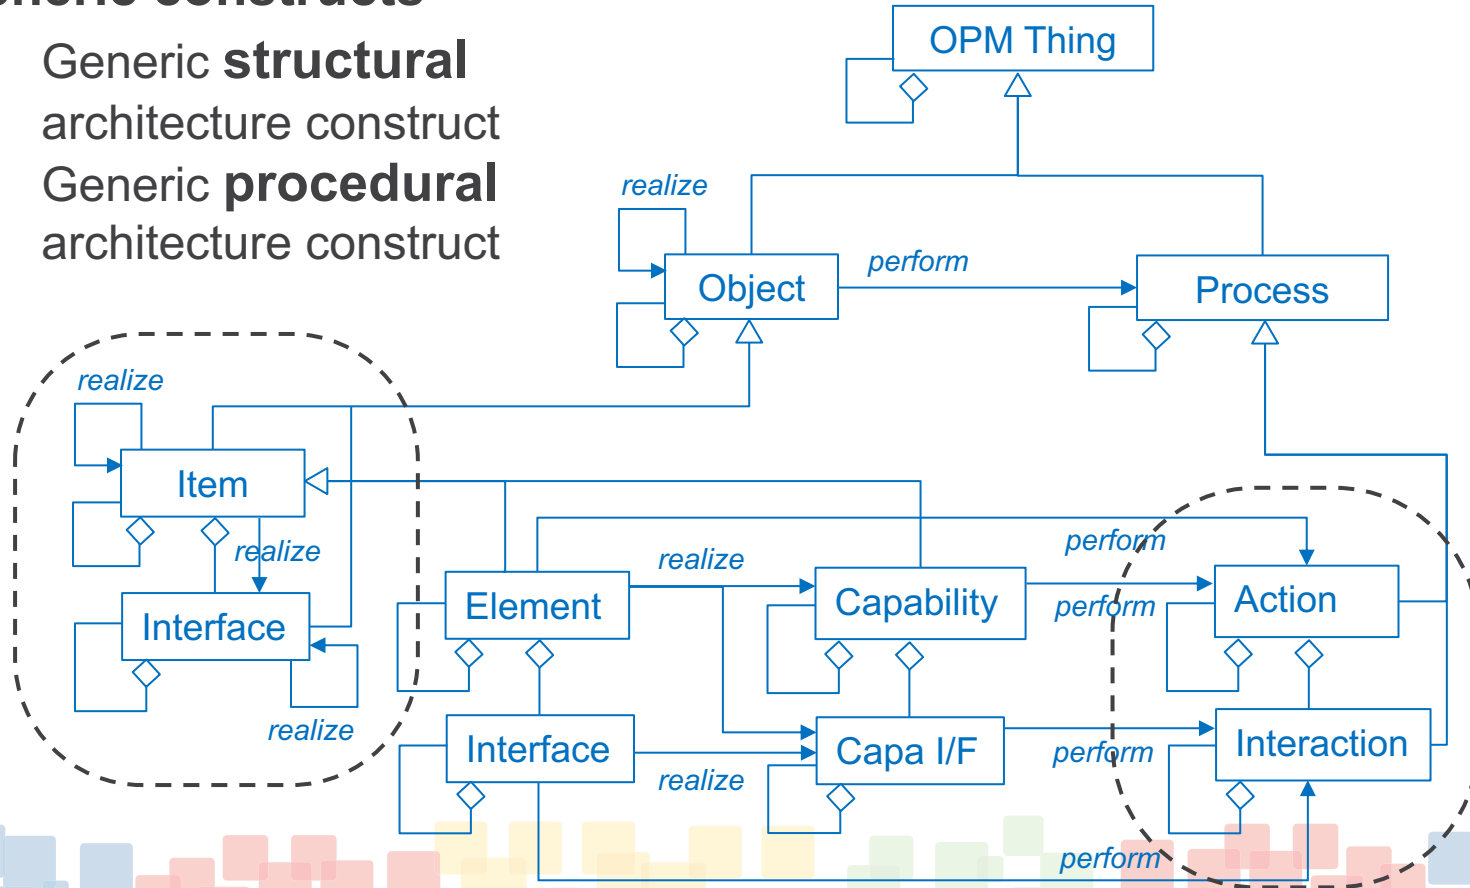 Generic structural
architecture construct
Generic procedural
architecture construct
OPM Thing
realize
Object
perform
Process
realize
Item
realize
Interface
realize
Element
realize
Capability
perform
perform
Action
Interface
realize
Capa I/F
perform
Interaction
perform